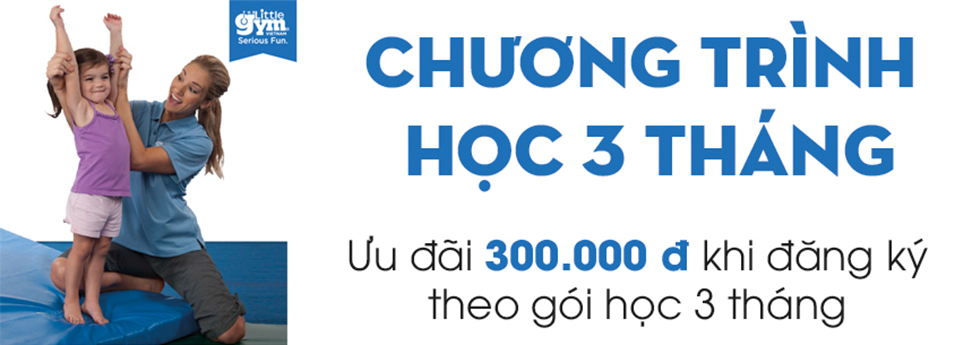 Little
gym
VIETNAM
Serious Fun.
CHƯƠNG TRÌNH
HỌC 3 THÁNG
Ưu đãi 300.000 đ khi đăng ký
theo gói học 3 tháng